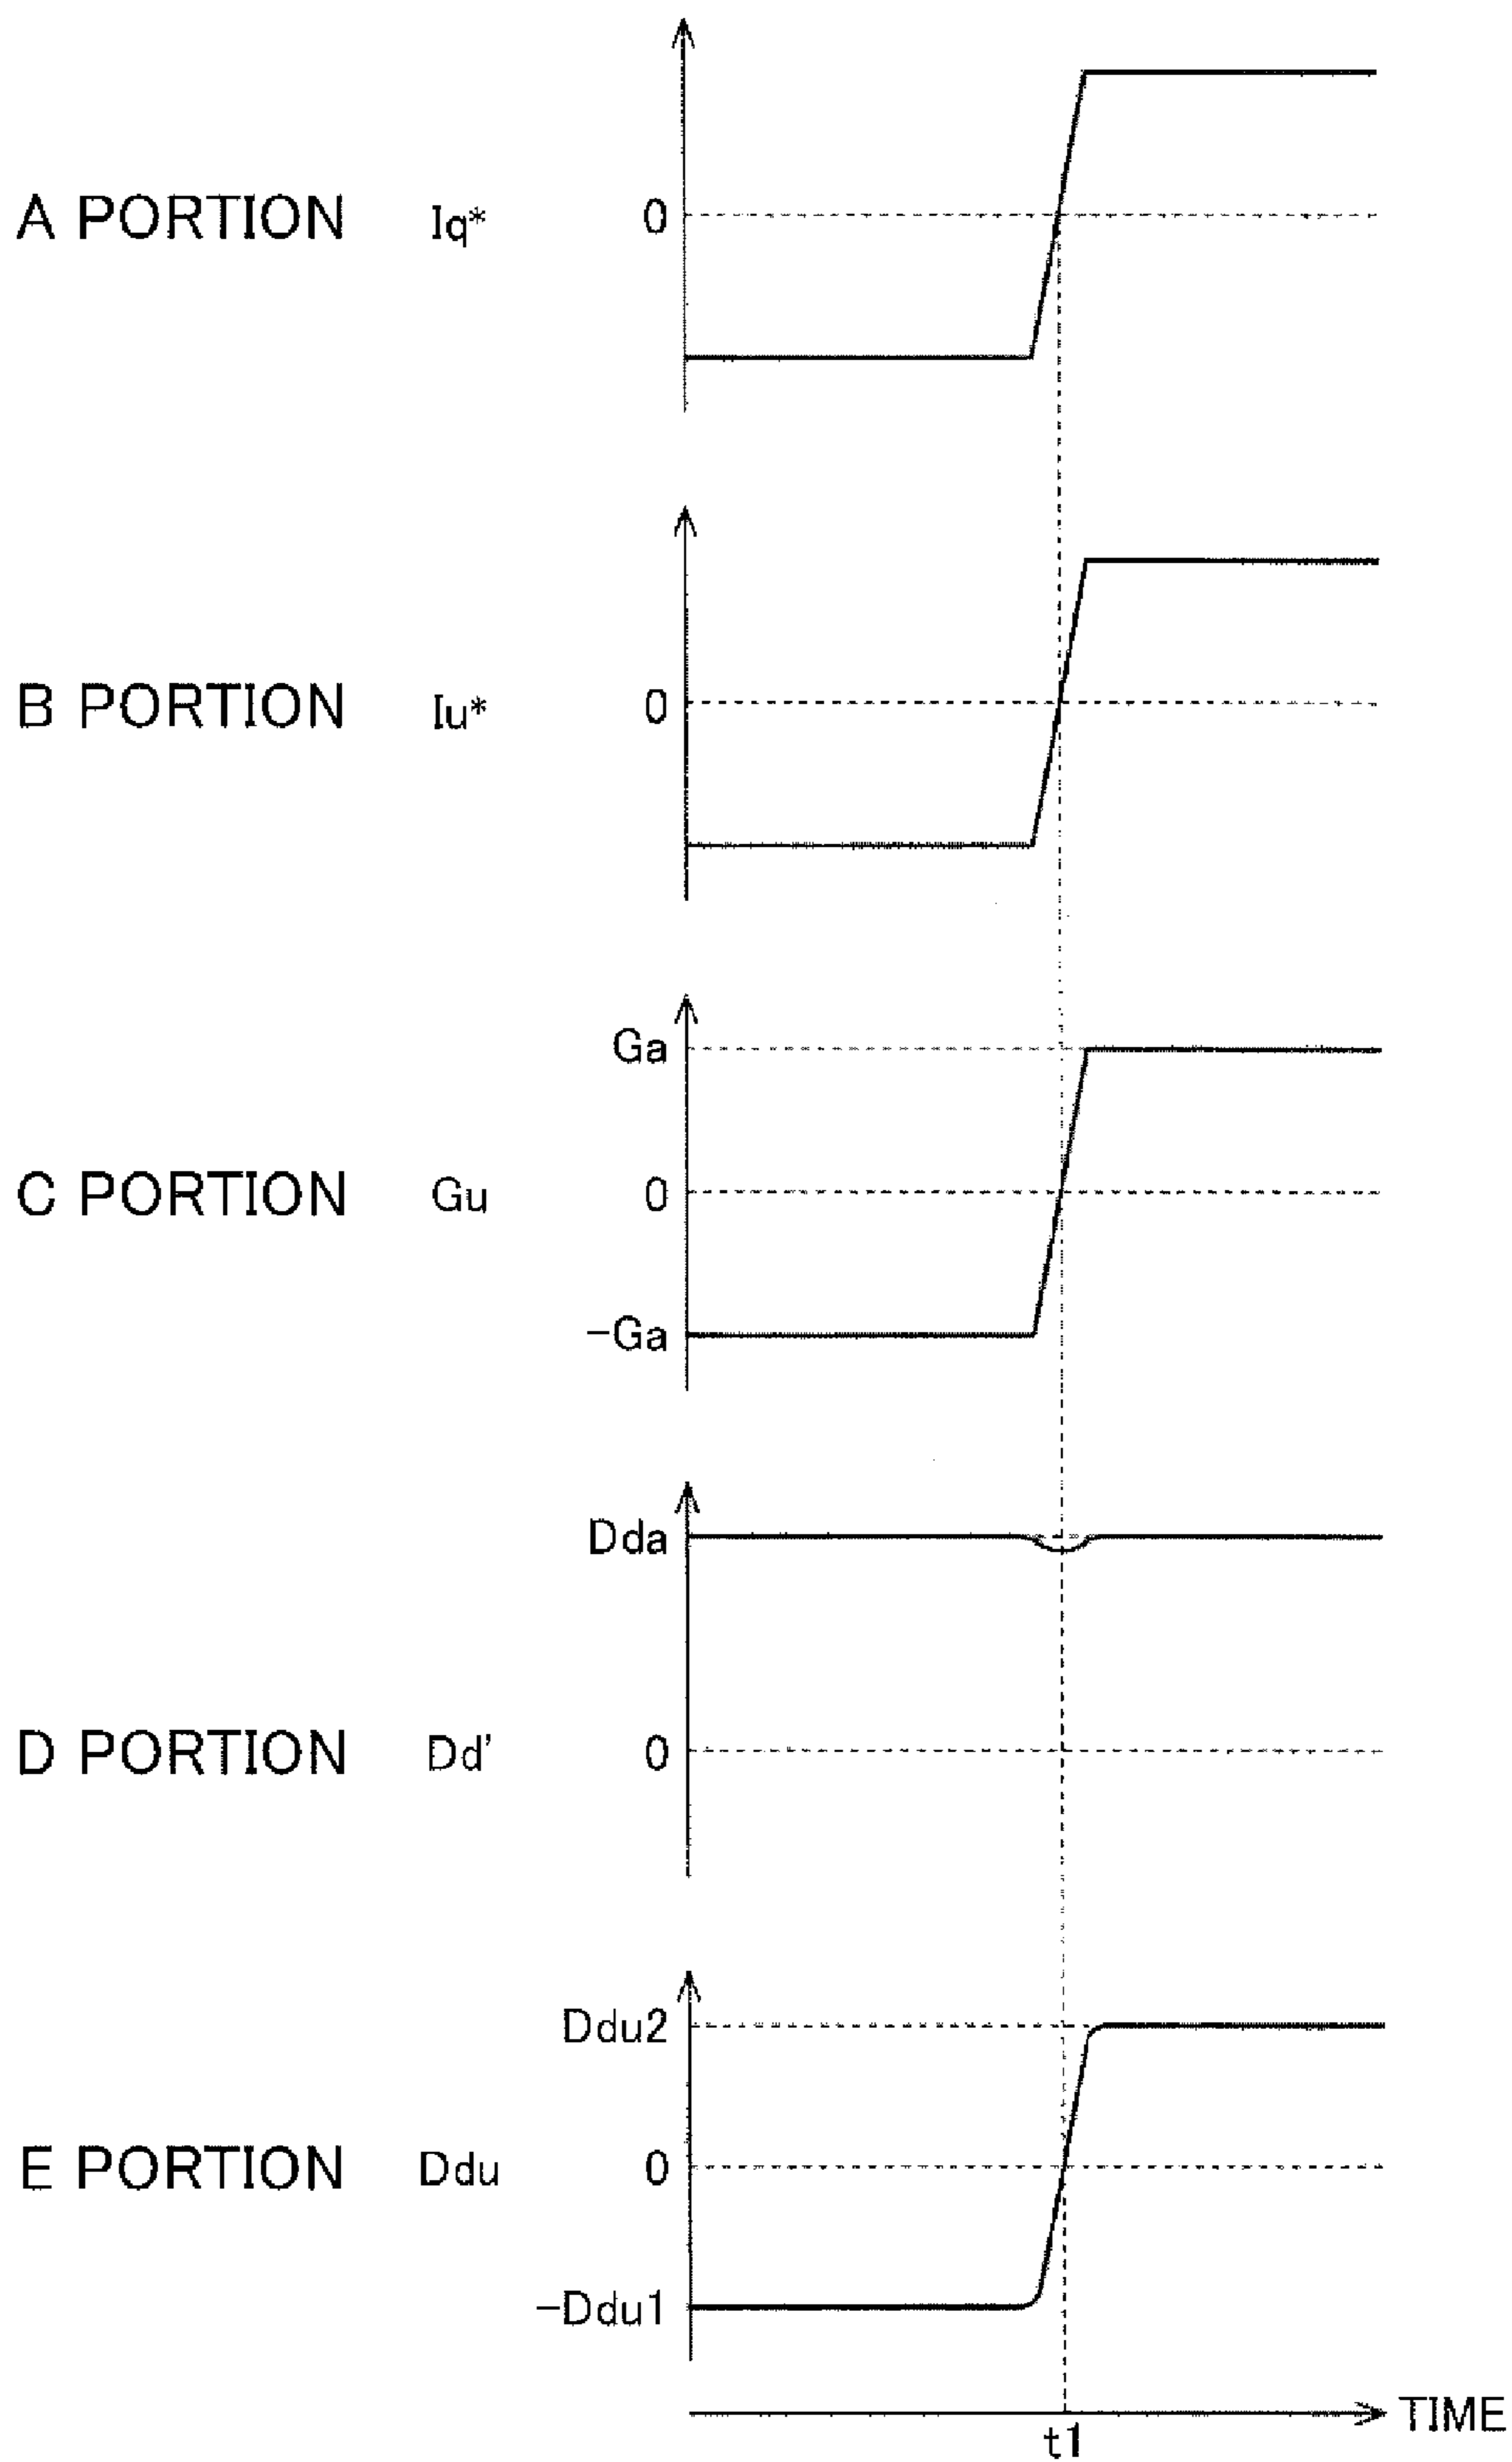 A PORTION Iq* 0
B PORTION Iu* 0
Ga
C PORTION Gu 0
-Ga
Dda
D PORTION Dd' 0
Ddu2
E PORTION Ddu 0
-Ddu1
TIME
t1